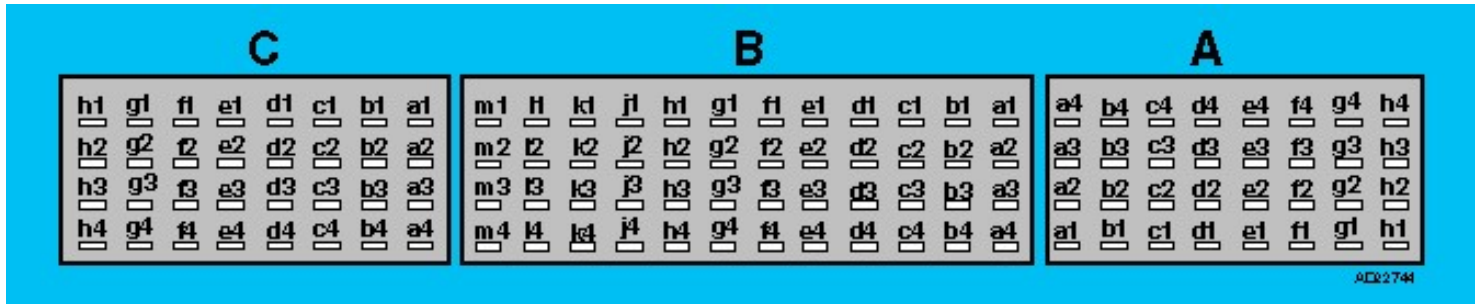 C B A
h1 g1 f1 e1 d1 c1 b1 a1 m1 l1 k1 j1 h1 g1 f1 e1 d1 c1 b1 a1 a4 b4 c4 d4 e4 f4 g4 h4
h2 g2 f2 e2 d2 c2 b2 a2 m2 l2 k2 j2 h2 g2 f2 e2 d2 c2 b2 a2 a3 b3 c3 d3 e3 f3 g3 h3
h3 g3 f3 e3 d3 c3 b3 a3 m3 l3 k3 j3 h3 g3 f3 e3 d3 c3 b3 a3 a2 b2 c2 d2 e2 f2 g2 h2
h4 g4 f4 e4 d4 c4 b4 a4 m4 l4 k4 j4 h4 g4 f4 e4 d4 c4 b4 a4 a1 b1 c1 d1 e1 f1 g1 h1